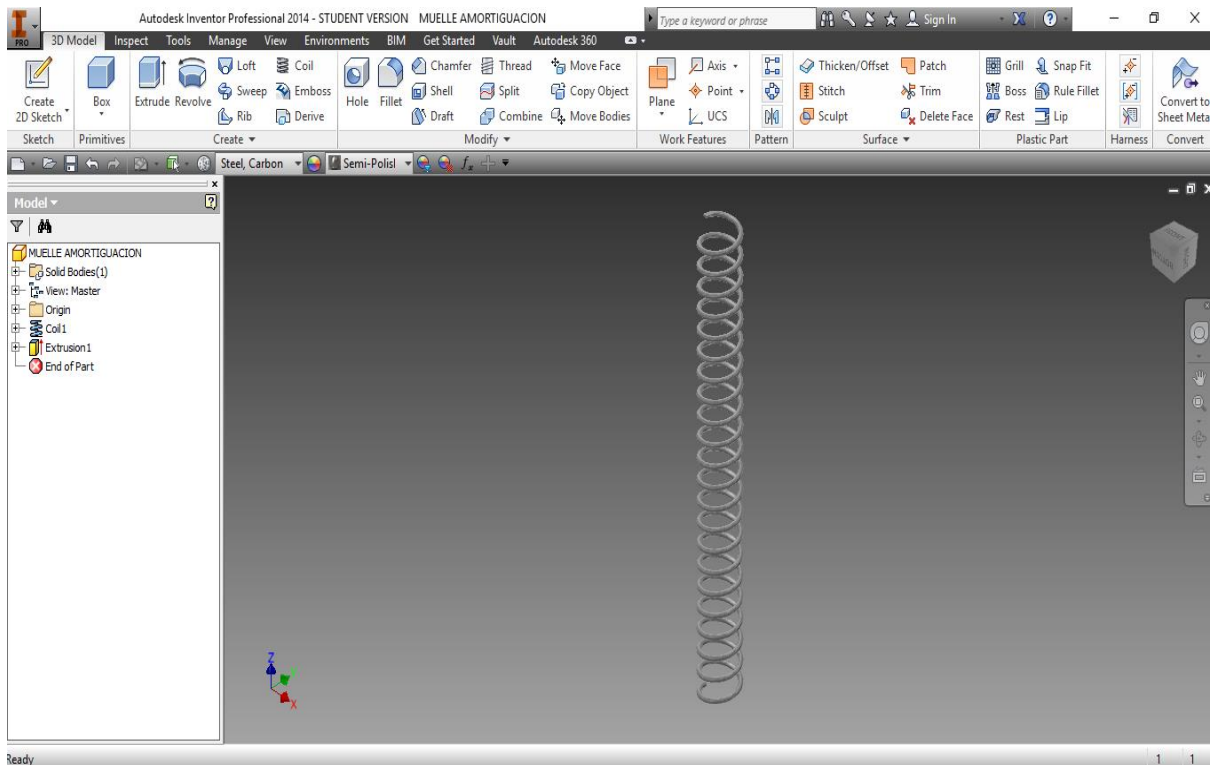 Autodesk Inventor Professional 2014 - STUDENT VERSION MUELLE AMORTIGUACION
Type a keyword or phrase
Sign In
PRO
3D Model Inspect Tools Manage View Environments BIM Get Started Vault Autodesk 360
Create 2D Sketch
Box
Extrude Revolve
Loft
Sweep
Rib
Coil
Emboss
Derive
Hole Fillet
Chamfer
Shell
Draft
Thread
Split
Combine
Move Face
Copy Object
Move Bodies
Plane
Axis
Point
UCS
Thicken/Offset
Stitch
Sculpt
Patch
Trim
Delete Face
Grill
Boss
Rest
Snap Fit
Rule Fillet
Lip
Convert to
Sheet Meta
Sketch Primitives Create Modify Work Features Pattern Surface Plastic Part Harness Convert
Steel, Carbon
Semi-Polisl
Model
MUELLE AMORTIGUACION
Solid Bodies(1)
View: Master
Origin
Coil1
Extrusion1
End of Part
Z
X
Ready
1 1